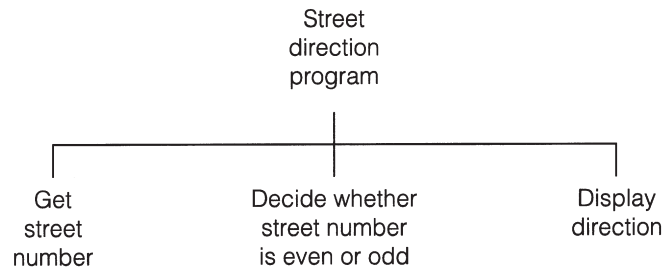 Street
direction
program
Get
street
number
Decide whether
street number
is even or odd
Display
direction